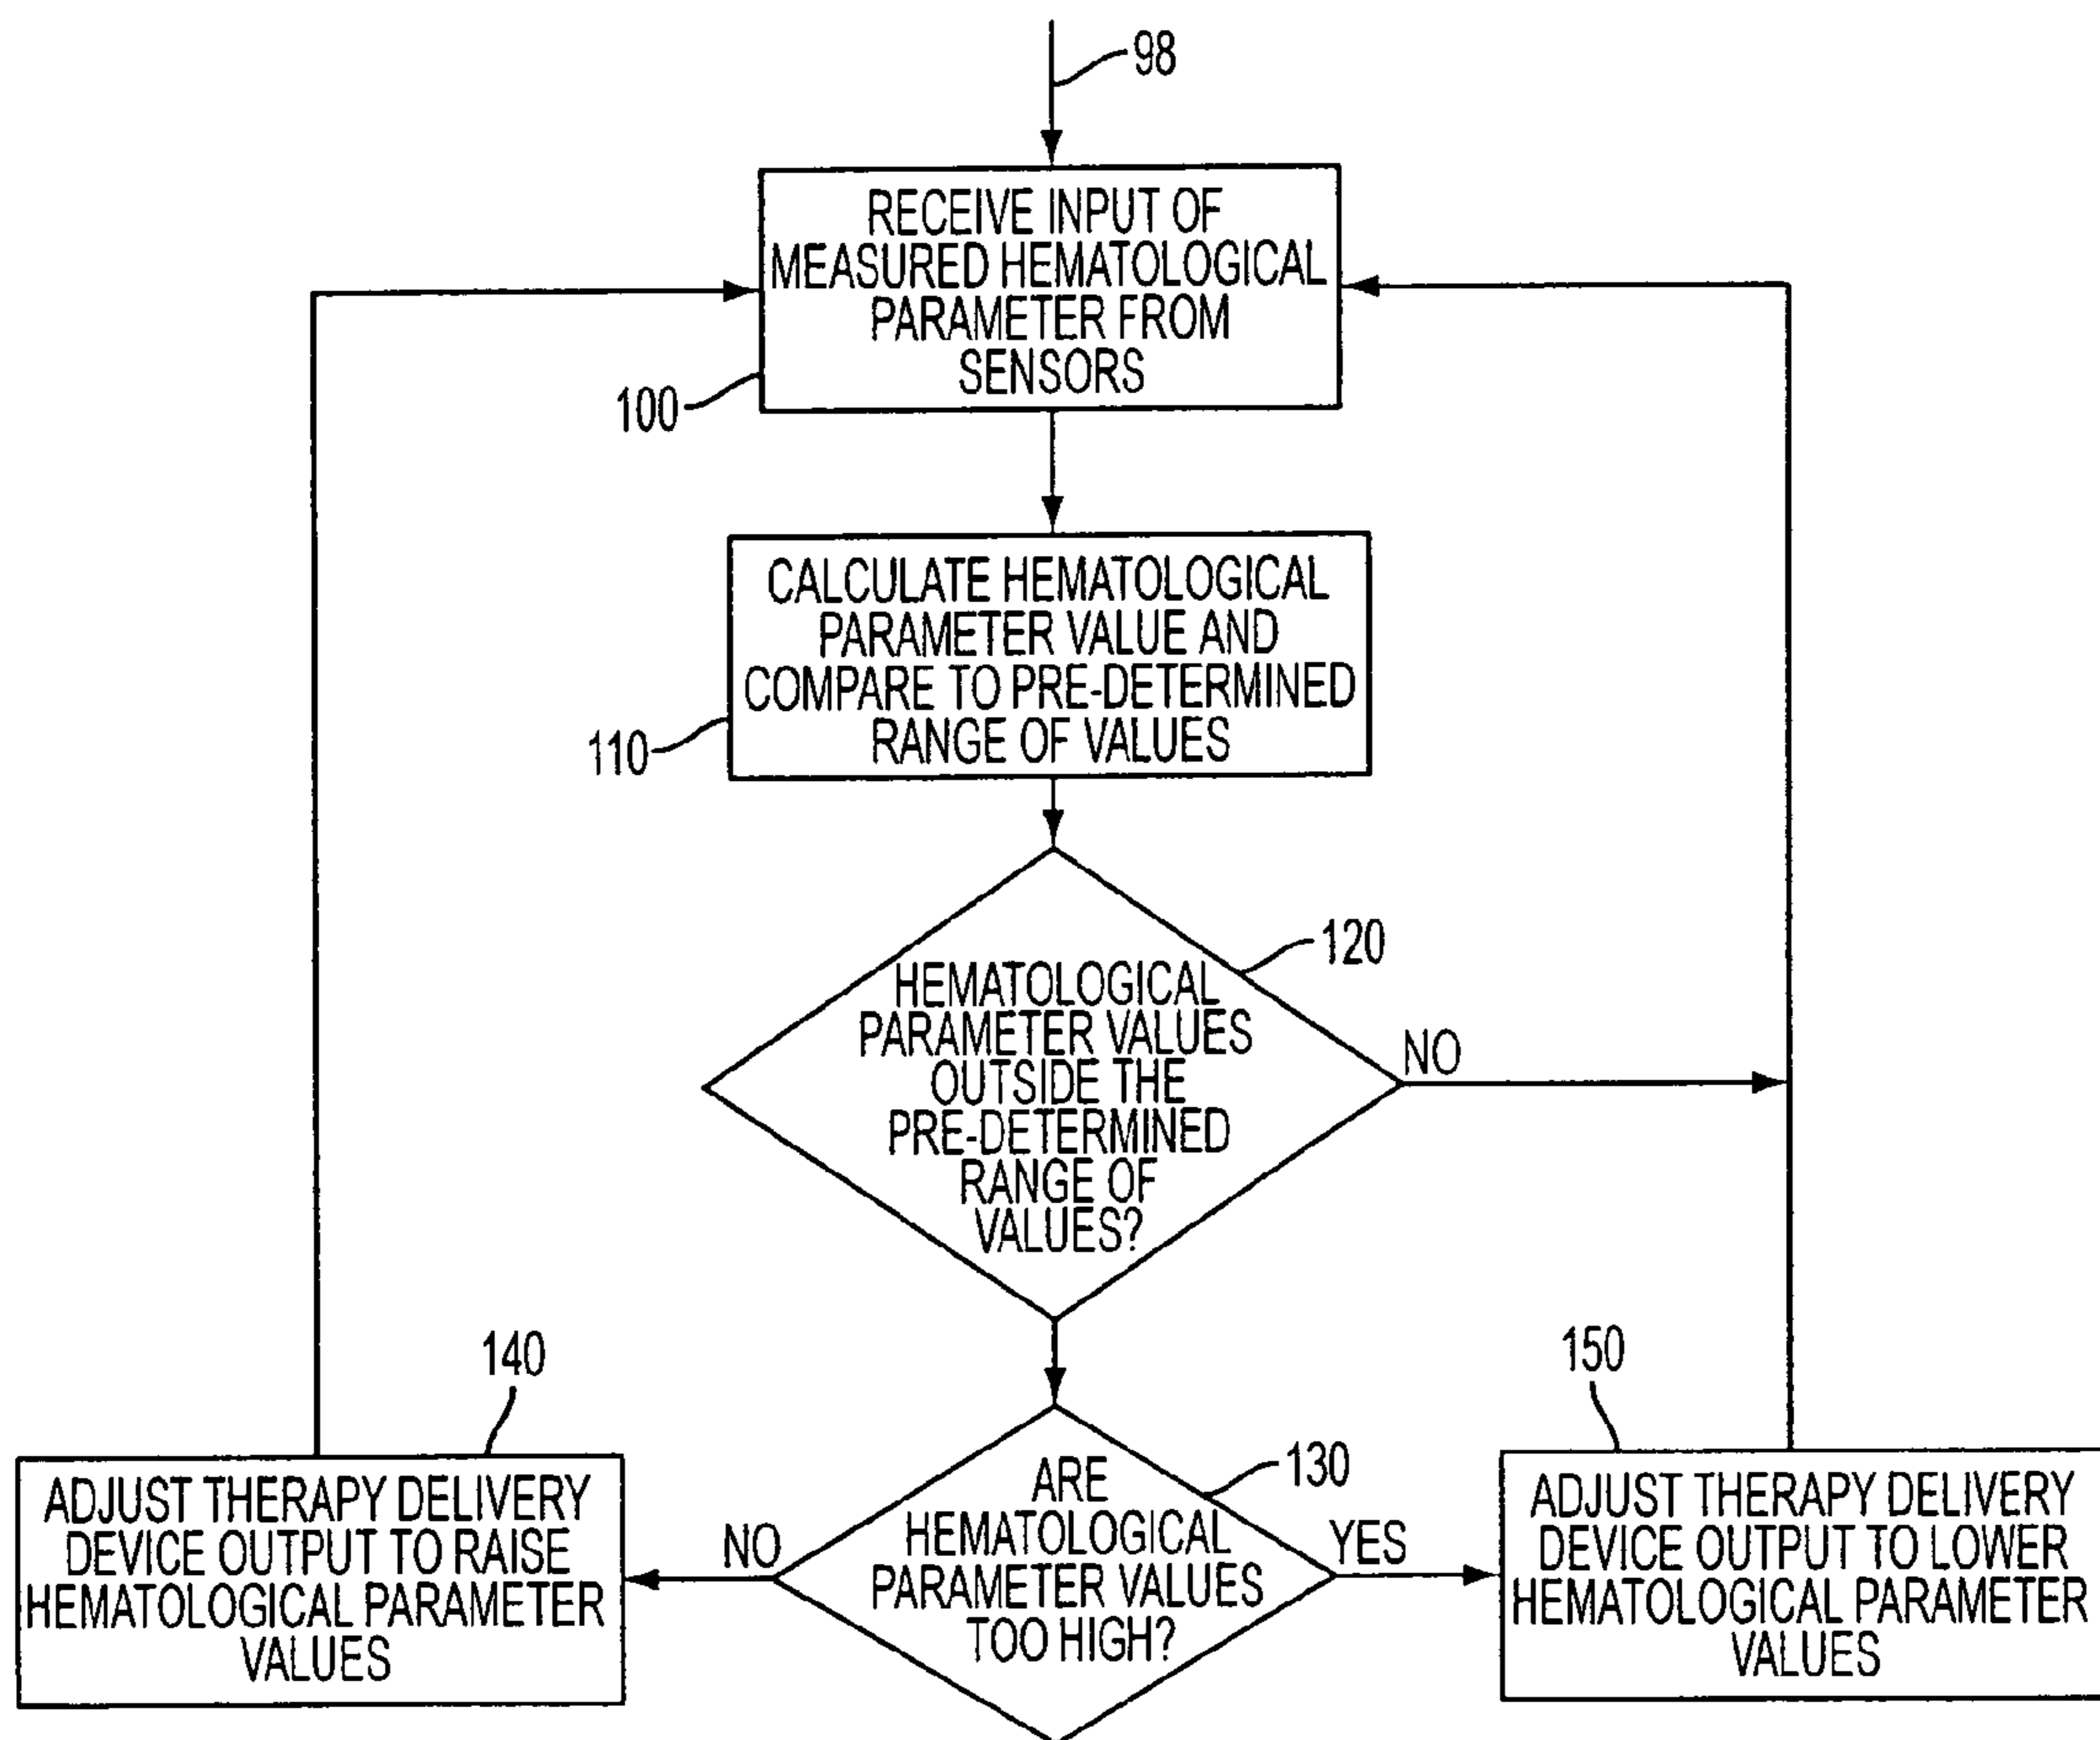 98
RECEIVE INPUT OF
MEASURED HEMATOLOGICAL
PARAMETER FROM
SENSORS
100
CALCULATE HEMATOLOGICAL
PARAMETER VALUE AND
COMPARE TO PRE-DETERMINED
RANGE OF VALUES
110
120
HEMATOLOGICAL
PARAMETER VALUES
OUTSIDE THE
PRE-DETERMINED
RANGE OF
VALUES?
NO
140
ADJUST THERAPY DELIVERY
DEVICE OUTPUT TO RAISE
HEMATOLOGICAL PARAMETER
VALUES
NO
130
ARE
HEMATOLOGICAL
PARAMETER VALUES
TOO HIGH?
YES
150
ADJUST THERAPY DELIVERY
DEVICE OUTPUT TO LOWER
HEMATOLOGICAL PARAMETER
VALUES